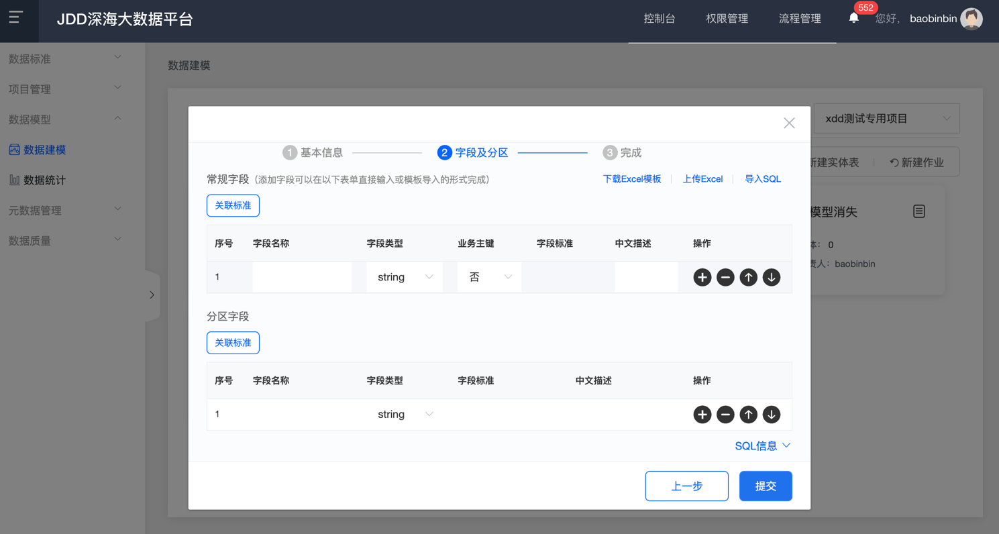 JDD深海大数据平台
控制台 权限管理 流程管理 552 您好， baobinbin
数据标准
项目管理
数据模型
数据建模
数据统计
元数据管理
数据质量
数据建模
xdd测试专用项目
新建实体表 新建作业
模型消失
体： 0
责人： baobinbin
1 基本信息 2 字段及分区 3 完成
常规字段（添加字段可以在以下表单直接输入或模板导入的形式完成） 下载Excel模板 上传Excel 导入SQL
关联标准
序号 字段名称 字段类型 业务主键 字段标准 中文描述 操作
1 string 否
分区字段
关联标准
序号 字段名称 字段类型 字段标准 中文描述 操作
1 string
SQL信息
上一步 提交